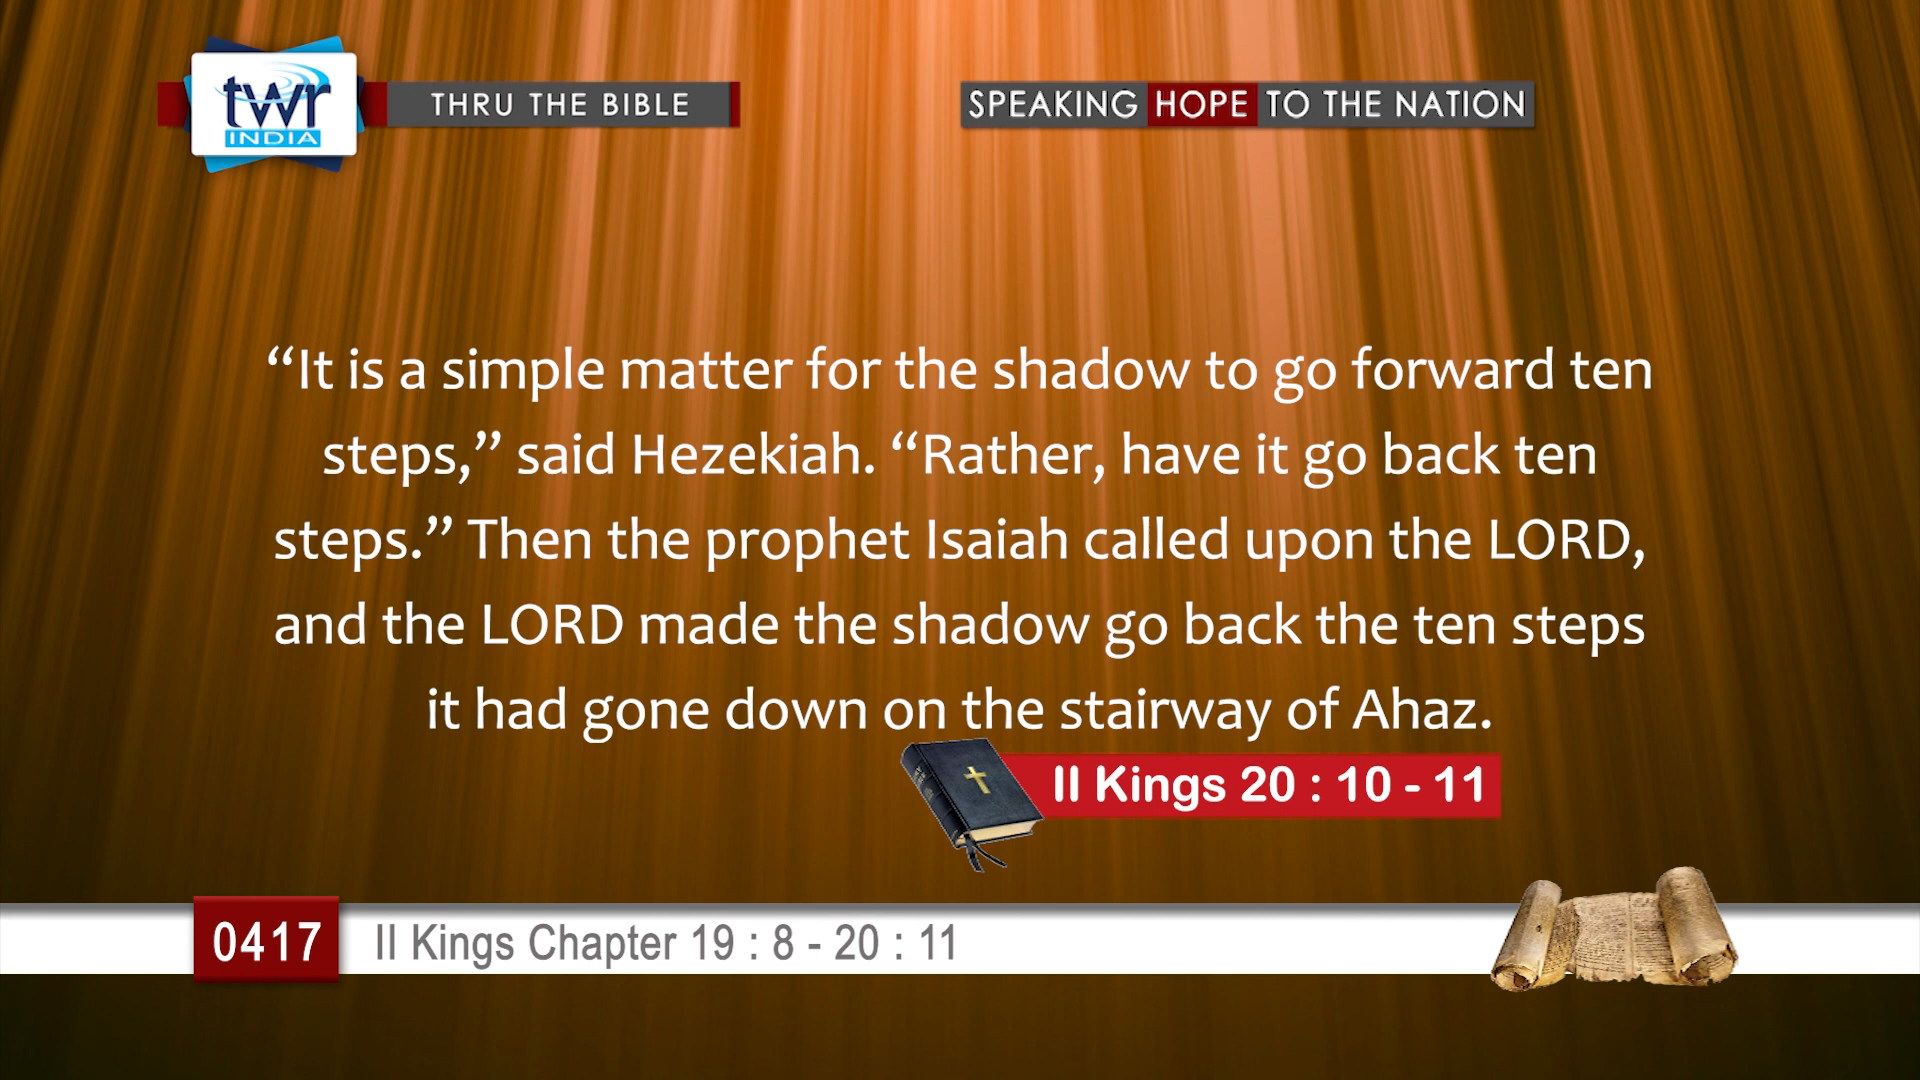 twr
INDIA
THRU THE BIBLE
SPEAKING HOPE TO THE NATION
“It is a simple matter for the shadow to go forward ten
steps,” said Hezekiah. “Rather, have it go back ten
steps.” Then the prophet Isaiah called upon the LORD,
and the LORD made the shadow go back the ten steps
it had gone down on the stairway of Ahaz.
II Kings 20 : 10 - 11
0417
II Kings Chapter 19 : 8 - 20 : 11